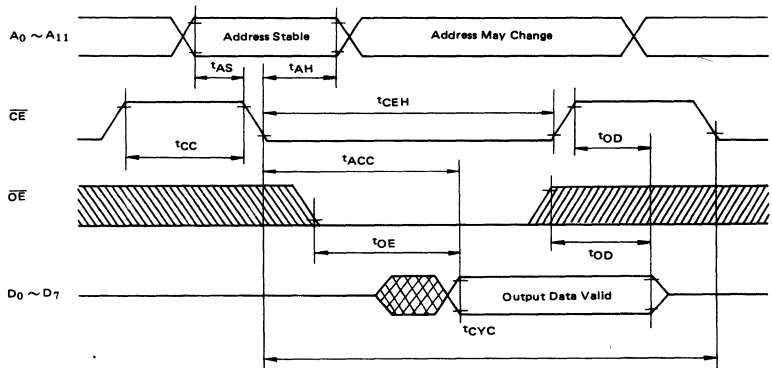 A0 ~ A11
Address Stable
Address May Change
tAS
tAH
CE
tCEH
tCC
tOD
tACC
OE
tOE
tOD
D0 ~ D7
Output Data Valid
tCYC